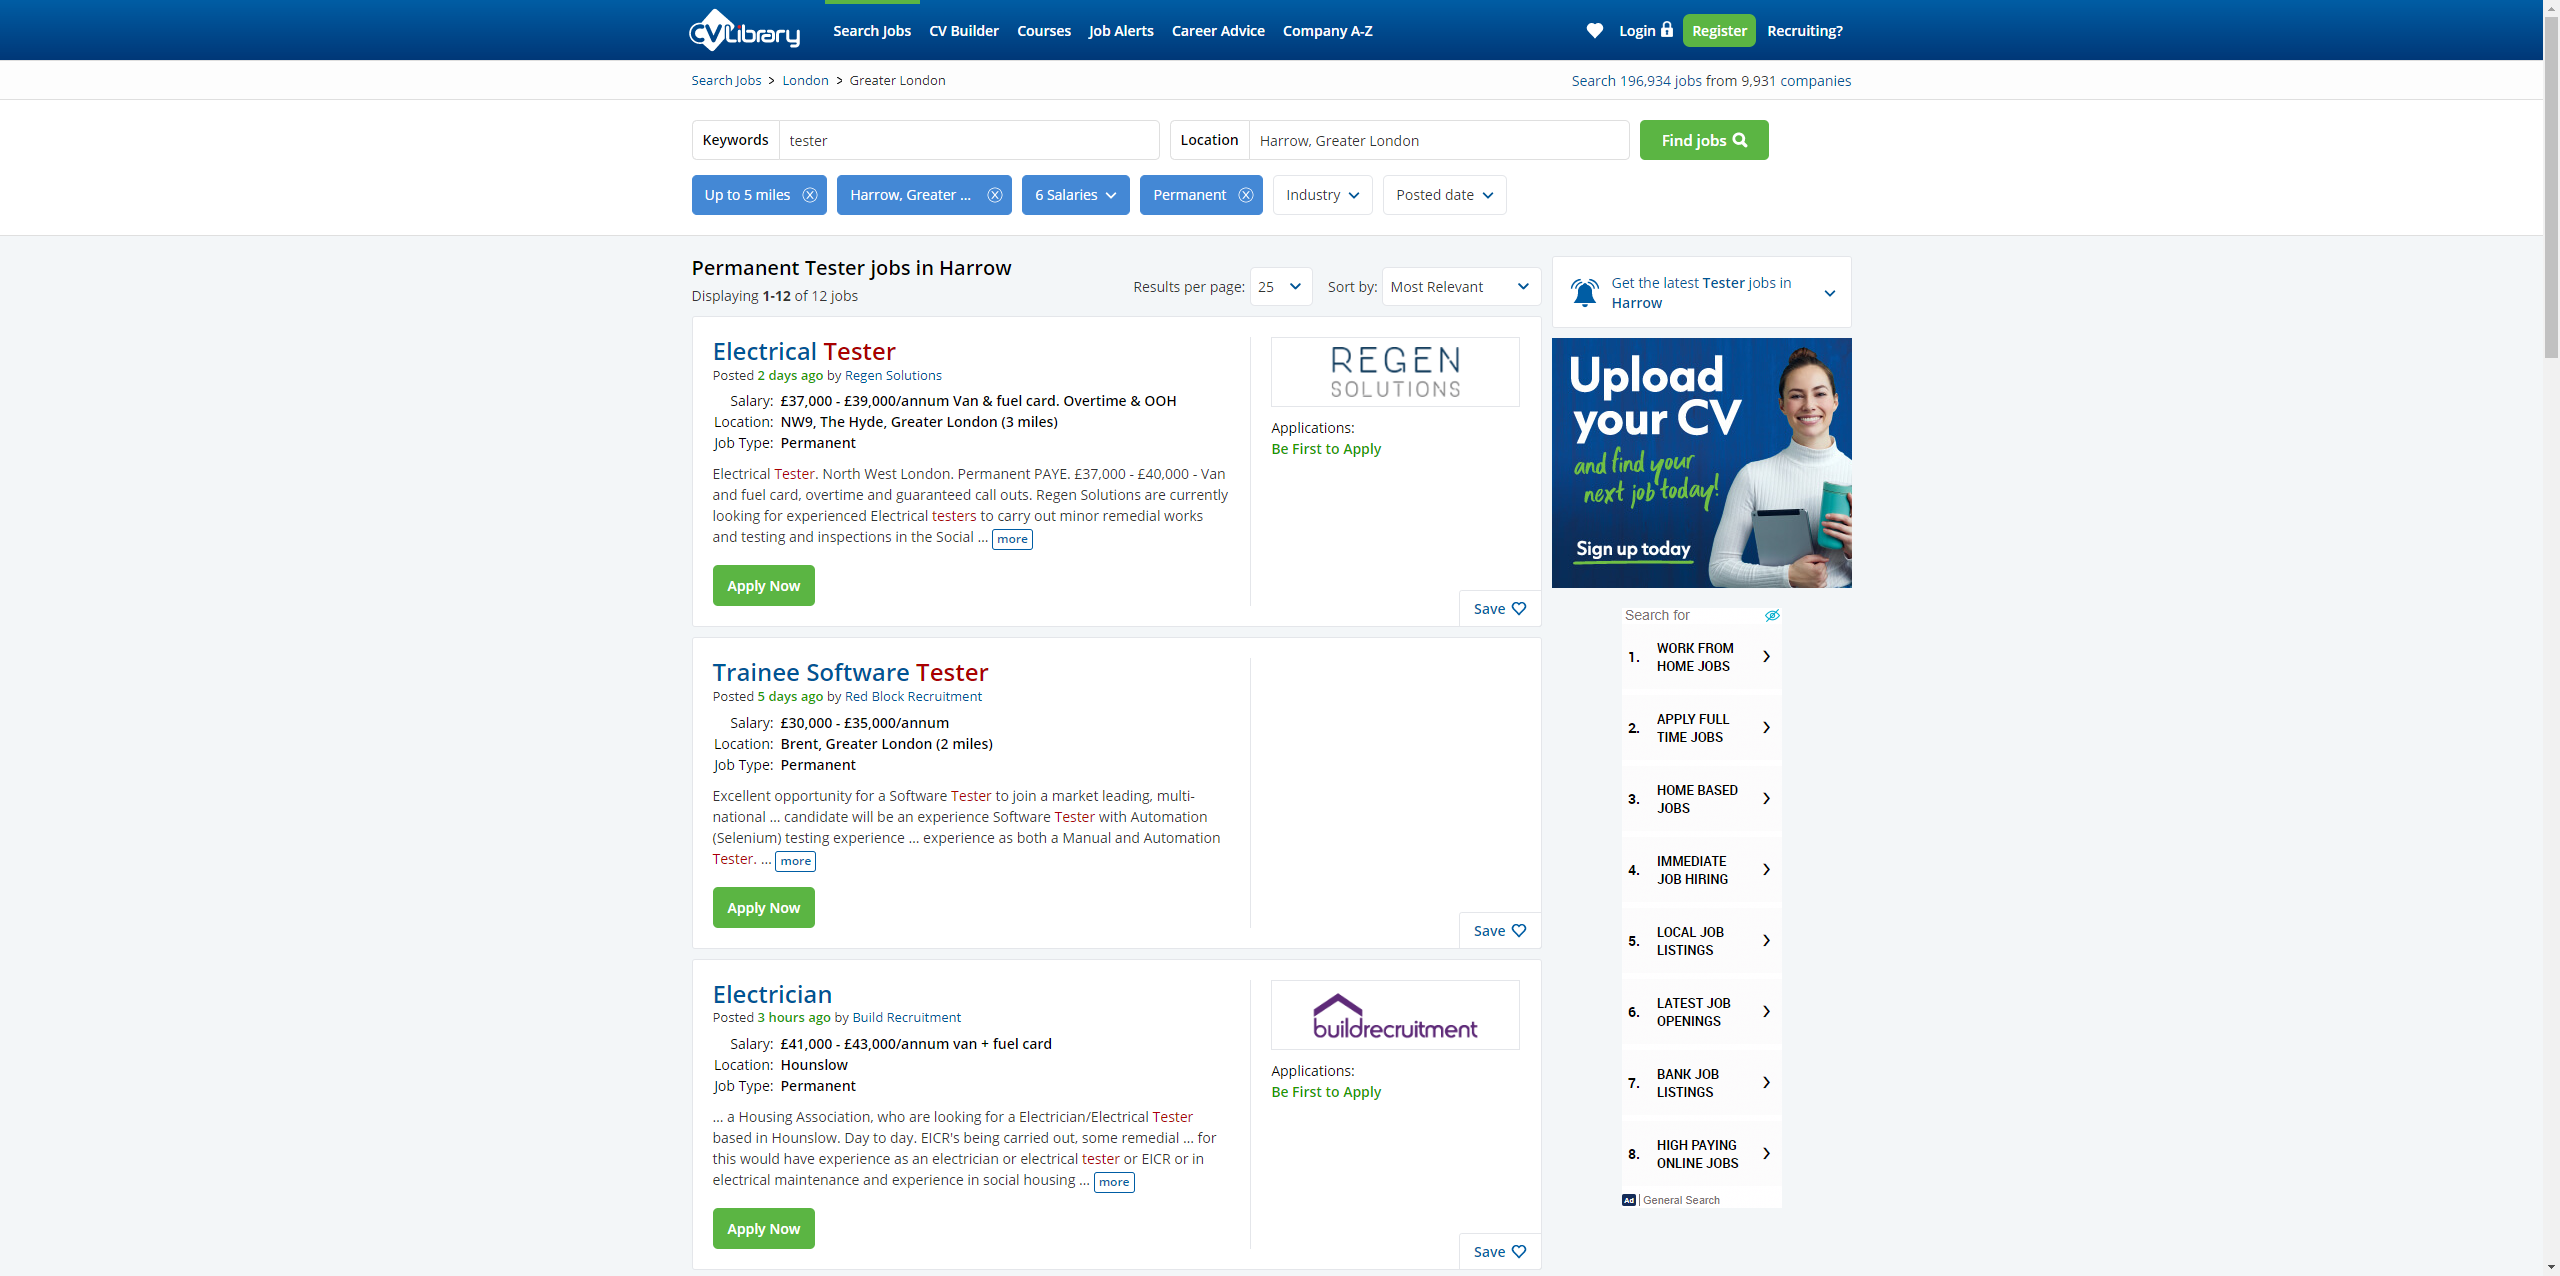 CVLibrary
Search Jobs CV Builder Courses Job Alerts Career Advice Company A-Z Login Register Recruiting?
Search Jobs > London > Greater London
Search 196,934 jobs from 9,931 companies
Keywords tester Location Harrow, Greater London Find jobs
Up to 5 miles Harrow, Greater ... 6 Salaries Permanent Industry Posted date
Permanent Tester jobs in Harrow
Displaying 1-12 of 12 jobs
Results per page: 25 Sort by: Most Relevant
Electrical Tester
Posted 2 days ago by Regen Solutions
Salary: £37,000 - £39,000/annum Van & fuel card. Overtime & OOH
Location: NW9, The Hyde, Greater London (3 miles)
Job Type: Permanent
Electrical Tester. North West London. Permanent PAYE. £37,000 - £40,000 - Van
and fuel card, overtime and guaranteed call outs. Regen Solutions are currently
looking for experienced Electrical testers to carry out minor remedial works
and testing and inspections in the Social ... more
Apply Now
REGEN
SOLUTIONS
Applications:
Be First to Apply
Save
Trainee Software Tester
Posted 5 days ago by Red Block Recruitment
Salary: £30,000 - £35,000/annum
Location: Brent, Greater London (2 miles)
Job Type: Permanent
Excellent opportunity for a Software Tester to join a market leading, multi-
national ... candidate will be an experience Software Tester with Automation
(Selenium) testing experience ... experience as both a Manual and Automation
Tester. ... more
Apply Now
Save
Electrician
Posted 3 hours ago by Build Recruitment
Salary: £41,000 - £43,000/annum van + fuel card
Location: Hounslow
Job Type: Permanent
... a Housing Association, who are looking for a Electrician/Electrical Tester
based in Hounslow. Day to day. EICR's being carried out, some remedial ... for
this would have experience as an electrician or electrical tester or EICR or in
electrical maintenance and experience in social housing ... more
Apply Now
buildrecruitment
Applications:
Be First to Apply
Save
Get the latest Tester jobs in
Harrow
Upload
your CV
and find your
next job today!
Sign up today
Search for
1. WORK FROM
HOME JOBS
2. APPLY FULL
TIME JOBS
3. HOME BASED
JOBS
4. IMMEDIATE
JOB HIRING
5. LOCAL JOB
LISTINGS
6. LATEST JOB
OPENINGS
7. BANK JOB
LISTINGS
8. HIGH PAYING
ONLINE JOBS
Ad | General Search